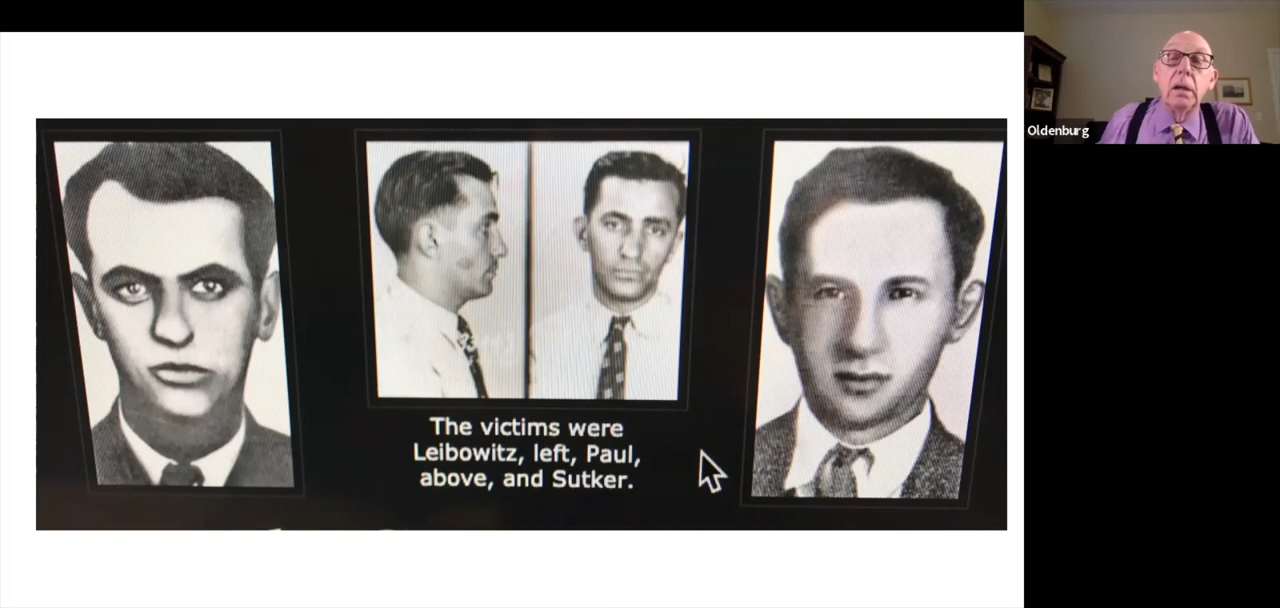 Oldenburg
The victims were
Leibowitz, left, Paul,
above, and Sutker.